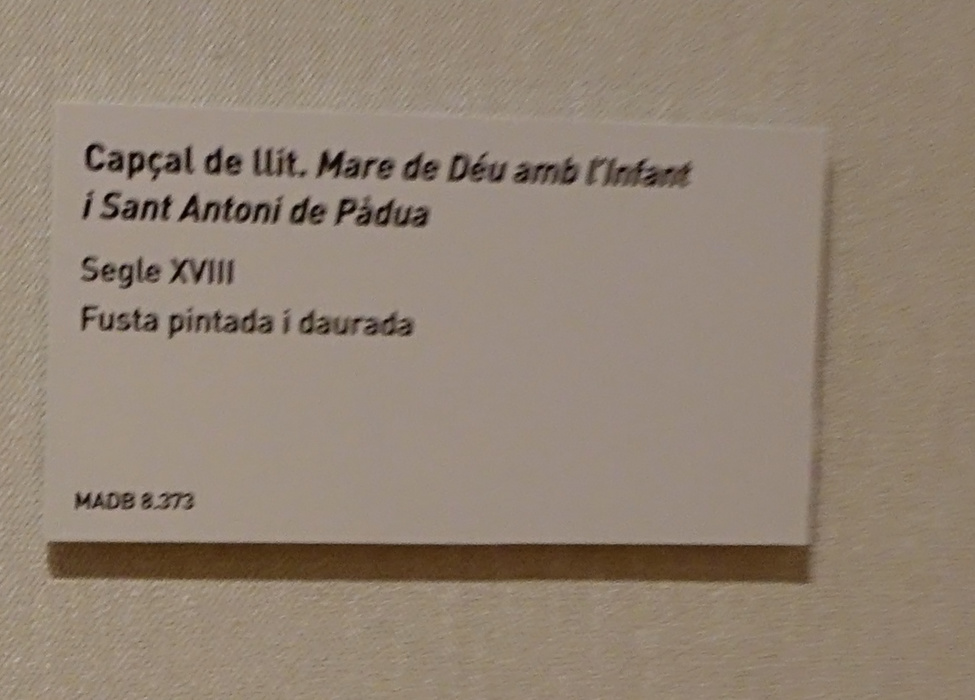 Capçal de llit. Mare de Déu amb l'Infant
i Sant Antoni de Pàdua
Segle XVIII
Fusta pintada i daurada
MADB 8.373